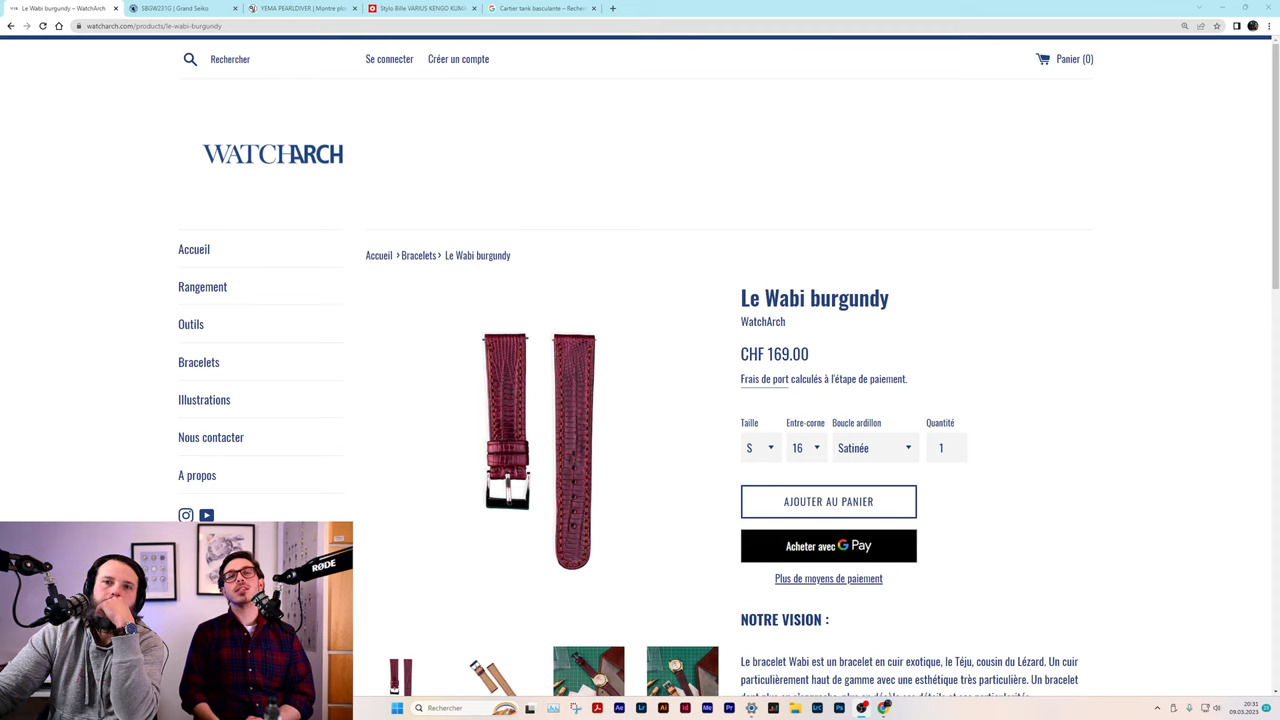 Le Wabi burgundy – WatchArch
SBGW231G | Grand Seiko
YEMA PEARLDIVER | Montre plon
Stylo Bille VARIUS KENGO KUMA
Cartier tank basculante – Recher
watcharch.com/products/le-wabi-burgundy
Rechercher
Se connecter
Créer un compte
Panier (0)
WATCHARCH
Accueil
Rangement
Outils
Bracelets
Illustrations
Nous contacter
A propos
Accueil › Bracelets › Le Wabi burgundy
Le Wabi burgundy
WatchArch
CHF 169.00
Frais de port calculés à l'étape de paiement.
Taille Entre-corne Boucle ardillon Quantité
S 16 Satinée 1
AJOUTER AU PANIER
Acheter avec G Pay
Plus de moyens de paiement
NOTRE VISION :
Le bracelet Wabi est un bracelet en cuir exotique, le Téju, cousin du Lézard. Un cuir
particulièrement haut de gamme avec une esthétique très particulière. Un bracelet
RØDE
Rechercher
20:31
09.03.2023